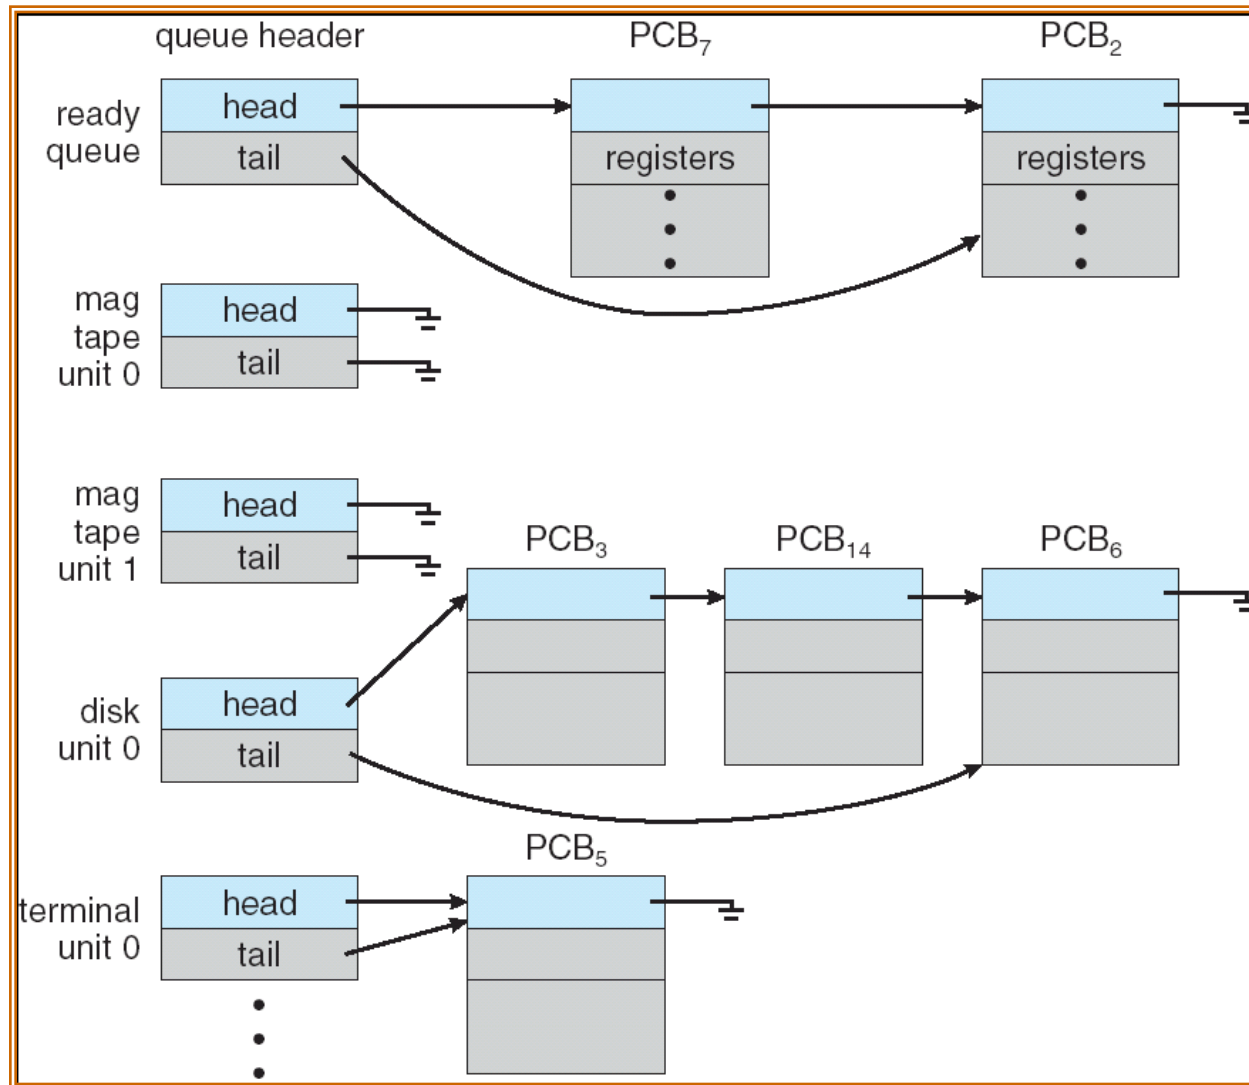 queue header
PCB7
PCB2
ready
queue
head
tail
registers
registers
mag
tape
unit 0
head
tail
mag
tape
unit 1
head
tail
PCB3
PCB14
PCB6
disk
unit 0
head
tail
PCB5
terminal
unit 0
head
tail